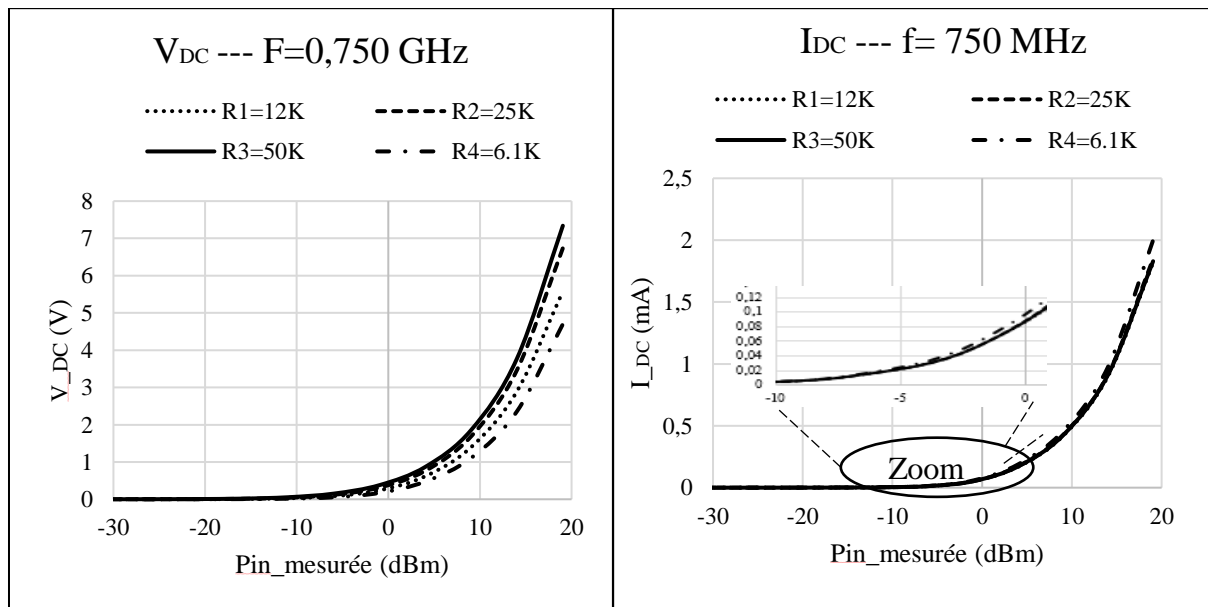 VDC --- F=0,750 GHz
R1=12K
R2=25K
R3=50K
R4=6.1K
8
7
6
5
4
3
2
1
0
V_DC (V)
-30
-20
-10
0
10
20
Pin_mesurée (dBm)
IDC --- f= 750 MHz
R1=12K
R2=25K
R3=50K
R4=6.1K
2,5
2
1,5
1
0,5
0
I_DC (mA)
0,12
0,1
0,08
0,06
0,04
0,02
0
-10
-5
0
Zoom
-30
-20
-10
0
10
20
Pin_mesurée (dBm)